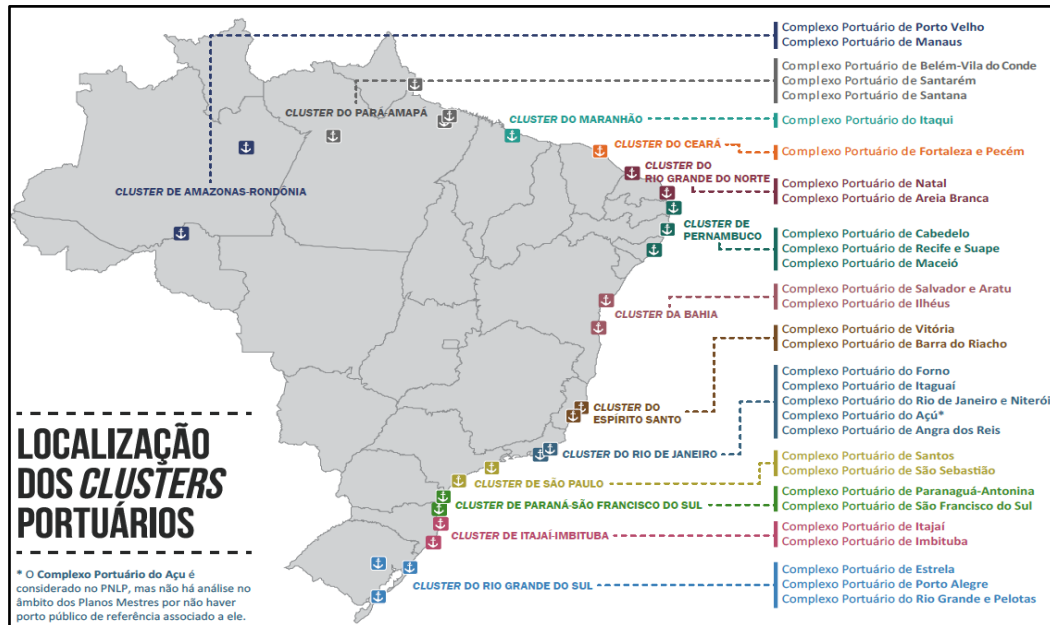 Complexo Portuário de Porto Velho
Complexo Portuário de Manaus
Complexo Portuário de Belém-Vila do Conde
Complexo Portuário de Santarém
Complexo Portuário de Santana
CLUSTER DO PARÁ-AMAPÁ
CLUSTER DO MARANHÃO
Complexo Portuário do Itaqui
CLUSTER DO CEARÁ
Complexo Portuário de Fortaleza e Pecém
CLUSTER DO
RIO GRANDE DO NORTE
Complexo Portuário de Natal
Complexo Portuário de Areia Branca
CLUSTER DE AMAZONAS-RONDÔNIA
CLUSTER DE
PERNAMBUCO
Complexo Portuário de Cabedelo
Complexo Portuário de Recife e Suape
Complexo Portuário de Maceió
CLUSTER DA BAHIA
Complexo Portuário de Salvador e Aratu
Complexo Portuário de Ilhéus
CLUSTER DO
ESPÍRITO SANTO
Complexo Portuário de Vitória
Complexo Portuário de Barra do Riacho
CLUSTER DO RIO DE JANEIRO
Complexo Portuário do Forno
Complexo Portuário de Itaguaí
Complexo Portuário do Rio de Janeiro e Niterói
Complexo Portuário do Açú*
Complexo Portuário de Angra dos Reis
CLUSTER DE SÃO PAULO
Complexo Portuário de Santos
Complexo Portuário de São Sebastião
CLUSTER DE PARANÁ-SÃO FRANCISCO DO SUL
Complexo Portuário de Paranaguá-Antonina
Complexo Portuário de São Francisco do Sul
CLUSTER DE ITAJAÍ-IMBITUBA
Complexo Portuário de Itajaí
Complexo Portuário de Imbituba
CLUSTER DO RIO GRANDE DO SUL
Complexo Portuário de Estrela
Complexo Portuário de Porto Alegre
Complexo Portuário do Rio Grande e Pelotas
LOCALIZAÇÃO
DOS CLUSTERS
PORTUÁRIOS
* O Complexo Portuário do Açu é
considerado no PNLP, mas não há análise no
âmbito dos Planos Mestres por não haver
porto público de referência associado a ele.